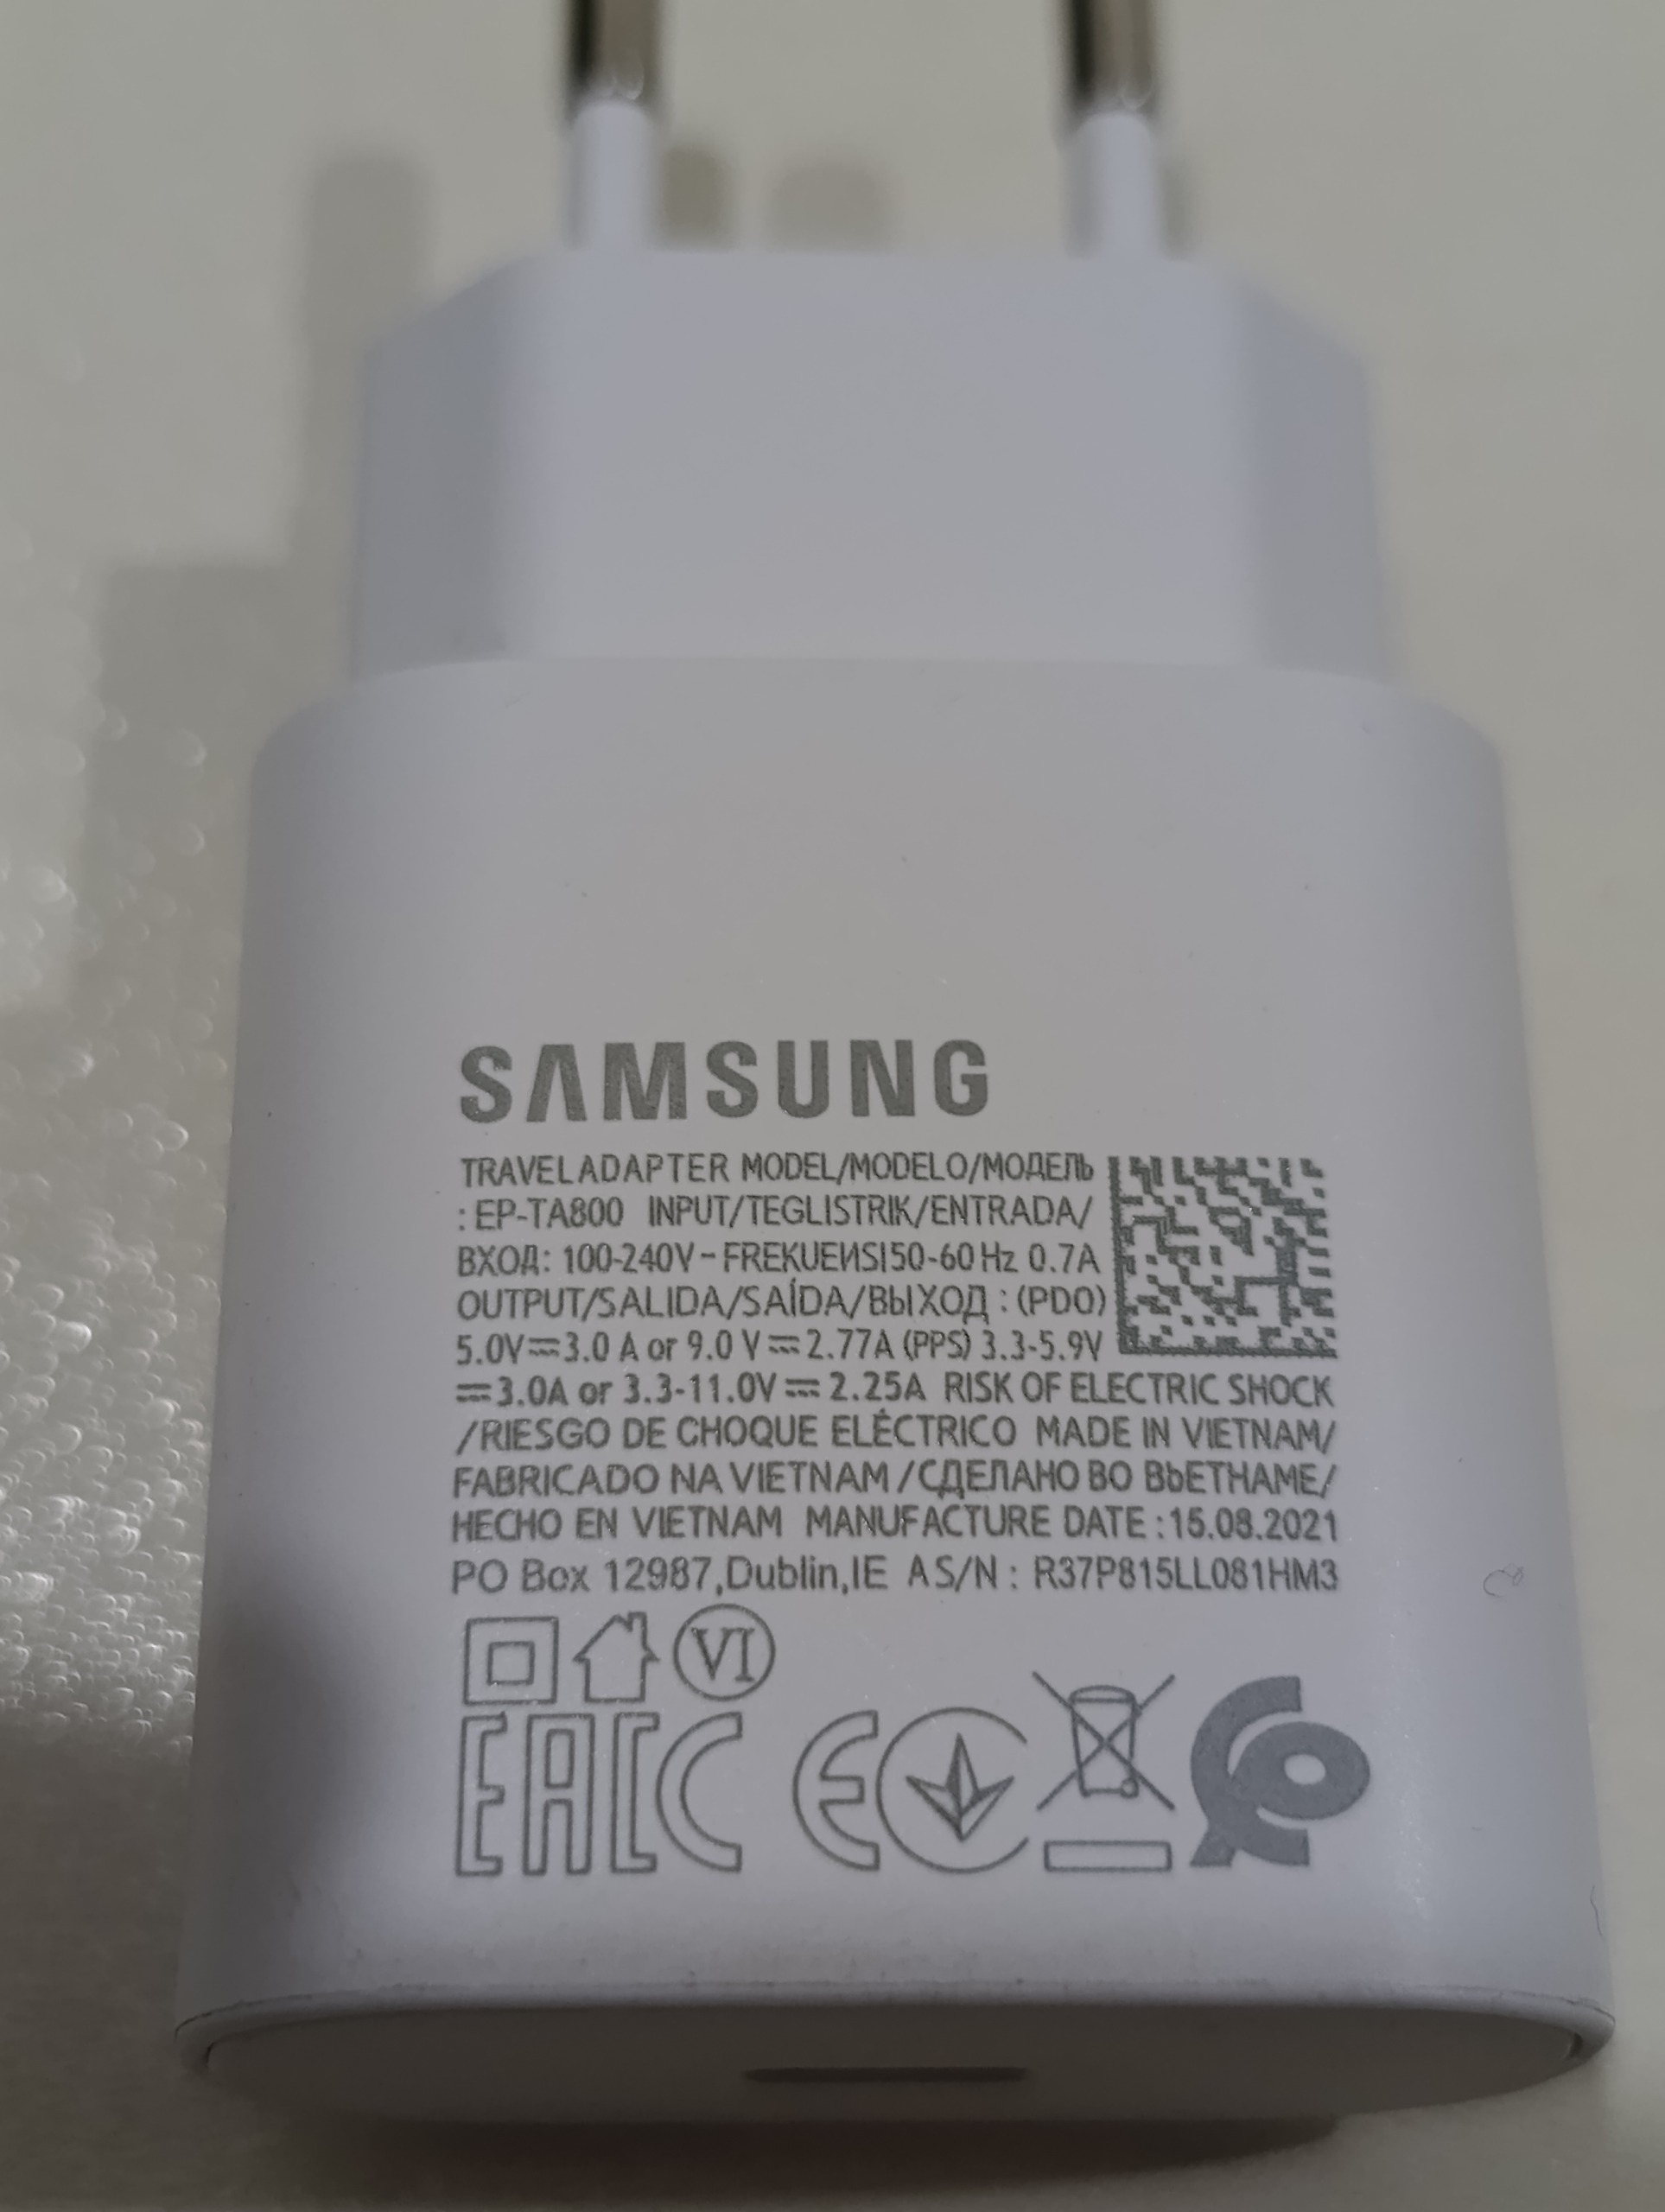 SAMSUNG
TRAVEL ADAPTER MODEL/MODELO/МОДЕЛЬ
: EP-TA800 INPUT/TEGLISTRIK/ENTRADA/
ВХОД: 100-240V~FREKUEИSI50-60Hz 0.7A
OUTPUT/SALIDA/SAÍDA/ВЫХОД : (PDO)
5.0V⎓3.0 A or 9.0 V⎓2.77A (PPS) 3.3-5.9V
⎓3.0A or 3.3-11.0V⎓2.25A RISK OF ELECTRIC SHOCK
/RIESGO DE CHOQUE ELÉCTRICO MADE IN VIETNAM/
FABRICADO NA VIETNAM /СДЕЛАНО ВО ВЬЕТНАМЕ/
HECHO EN VIETNAM MANUFACTURE DATE :15.08.2021
PO Box 12987,Dublin,IE AS/N : R37P815LL081HM3
VI
EAC CE